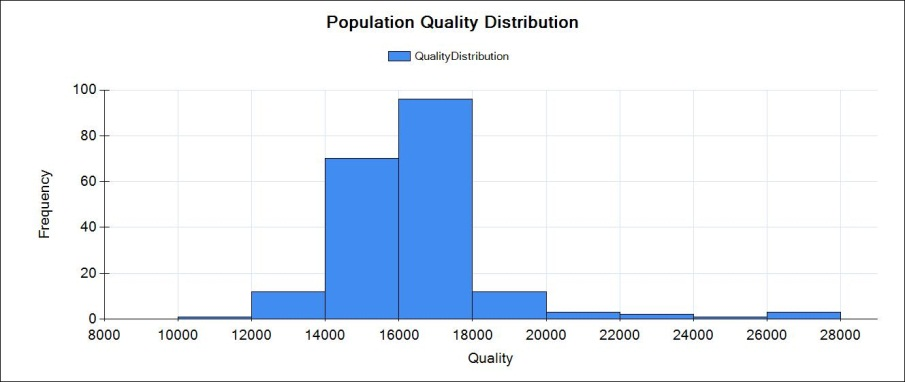 Population Quality Distribution
QualityDistribution
100
80
60
40
20
0
Frequency
8000 10000 12000 14000 16000 18000 20000 22000 24000 26000 28000
Quality